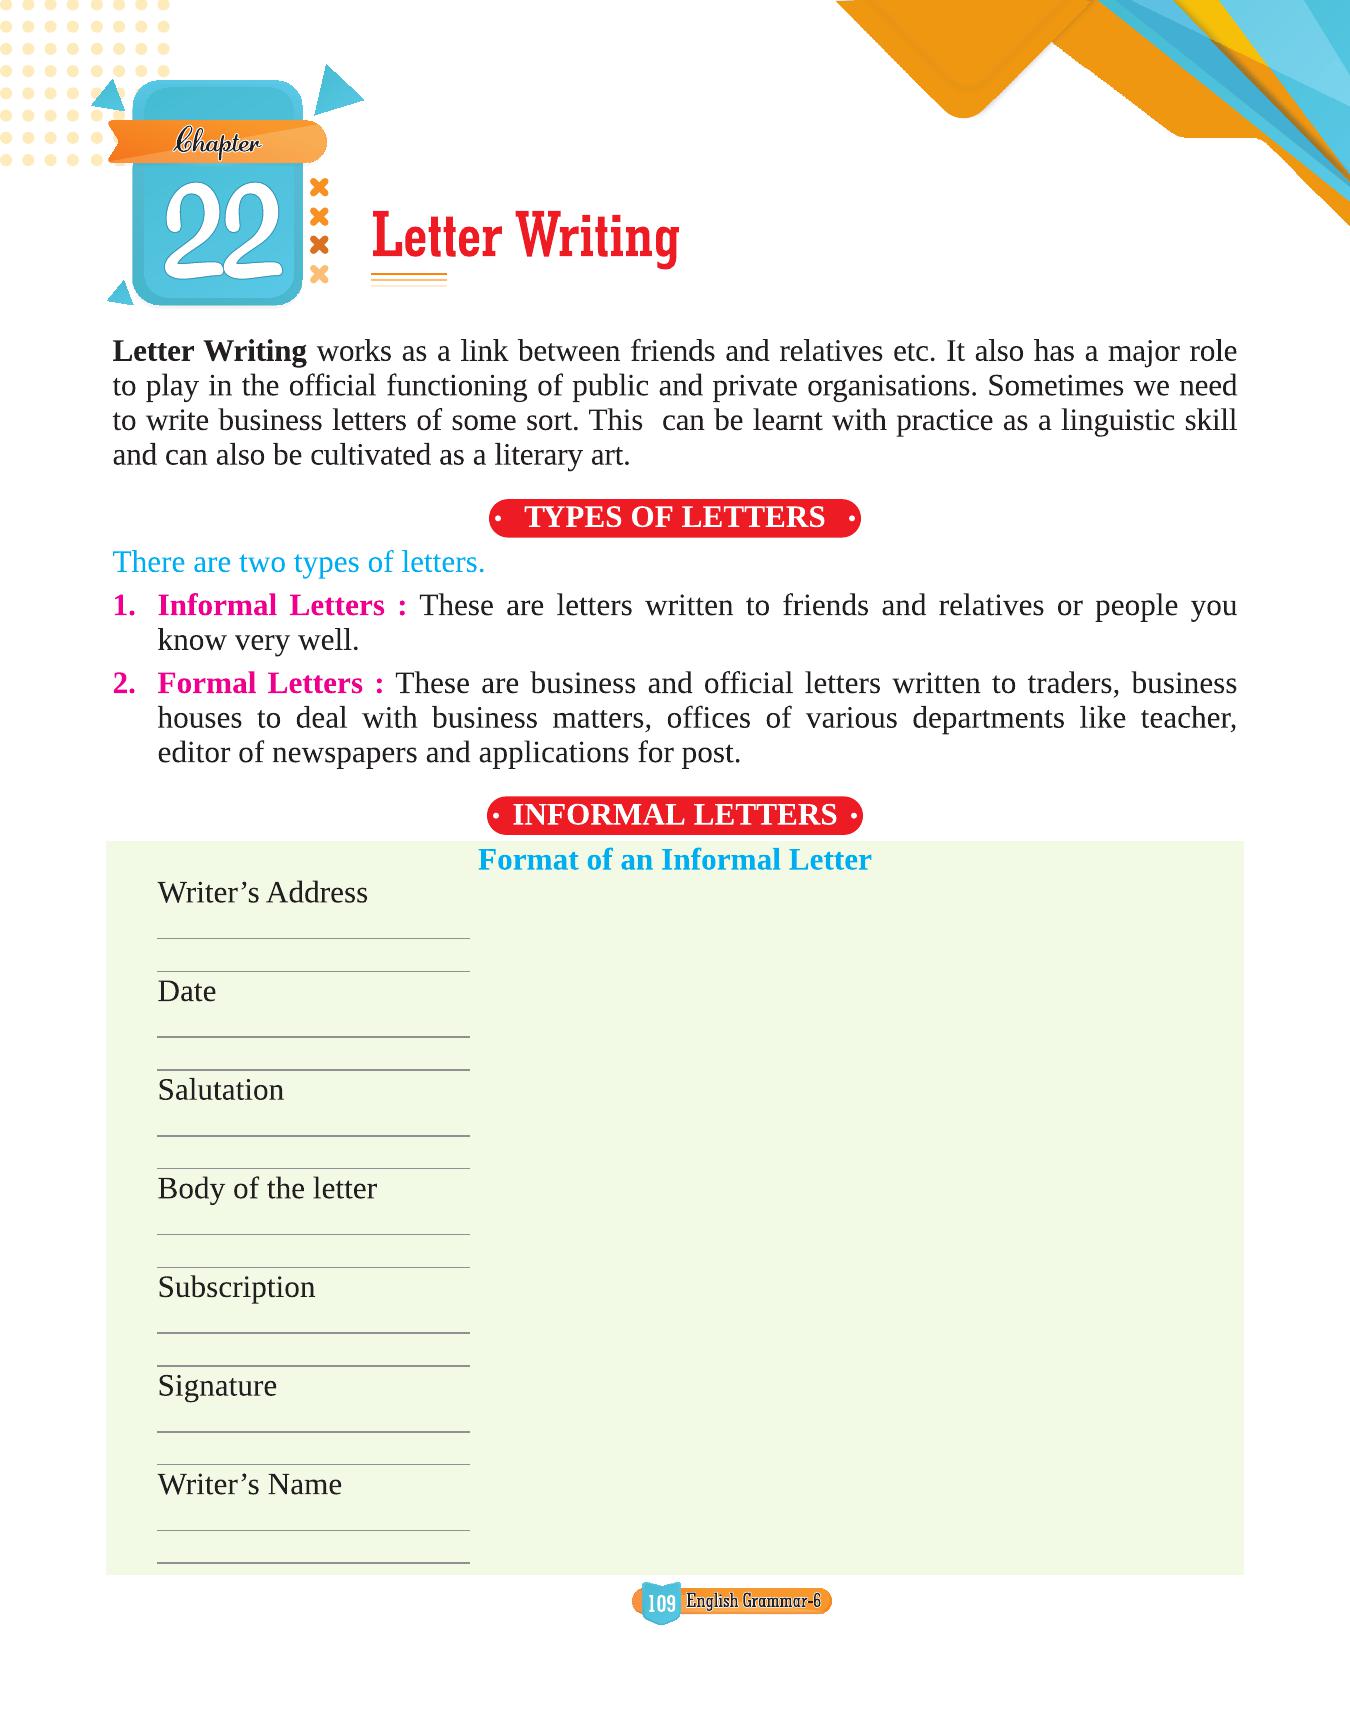 Chapter
22
Letter Writing
Letter Writing works as a link between friends and relatives etc. It also has a major role
to play in the official functioning of public and private organisations. Sometimes we need
to write business letters of some sort. This  can be learnt with practice as a linguistic skill
and can also be cultivated as a literary art.
TYPES OF LETTERS
There are two types of letters.
1. Informal Letters : These are letters written to friends and relatives or people you
know very well.
2. Formal Letters : These are business and official letters written to traders, business
houses to deal with business matters, offices of various departments like teacher,
editor of newspapers and applications for post.
INFORMAL LETTERS
Format of an Informal Letter
Writer’s Address
Date
Salutation
Body of the letter
Subscription
Signature
Writer’s Name
109 English Grammar-6